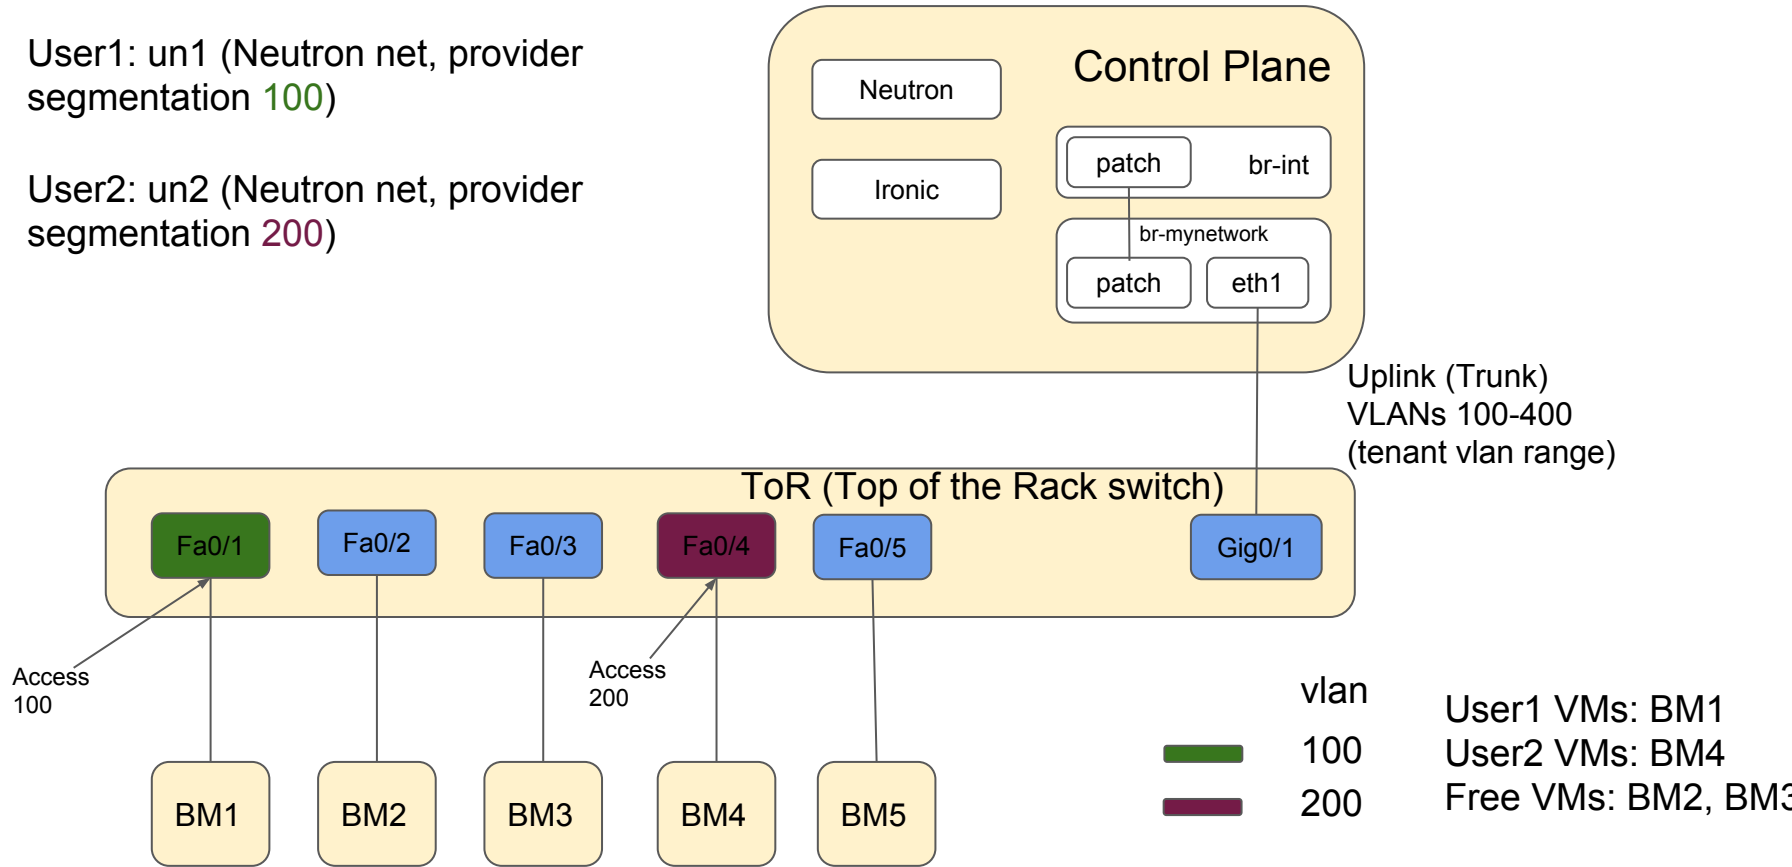 User1: un1 (Neutron net, provider
segmentation 100)
User2: un2 (Neutron net, provider
segmentation 200)
Control Plane
Neutron
Ironic
patch
br-int
br-mynetwork
patch
eth1
Uplink (Trunk)
VLANs 100-400
(tenant vlan range)
ToR (Top of the Rack switch)
Fa0/1
Fa0/2
Fa0/3
Fa0/4
Fa0/5
Gig0/1
Access
100
Access
200
BM1
BM2
BM3
BM4
BM5
vlan
100
200
User1 VMs: BM1
User2 VMs: BM4
Free VMs: BM2, BM3